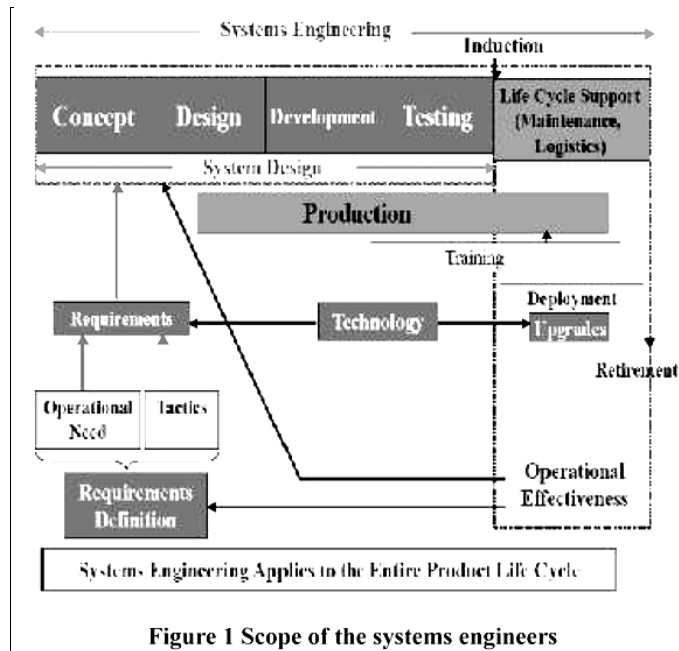 Systems Engineering
Induction
Concept Design Development Testing
Life Cycle Support
(Maintenance,
Logistics)
System Design
Production
Training
Deployment
Requirements
Technology
Upgrades
Retirement
Operational
Need
Tactics
Operational
Effectiveness
Requirements
Definition
Systems Engineering Applies to the Entire Product Life Cycle
Figure 1 Scope of the systems engineers